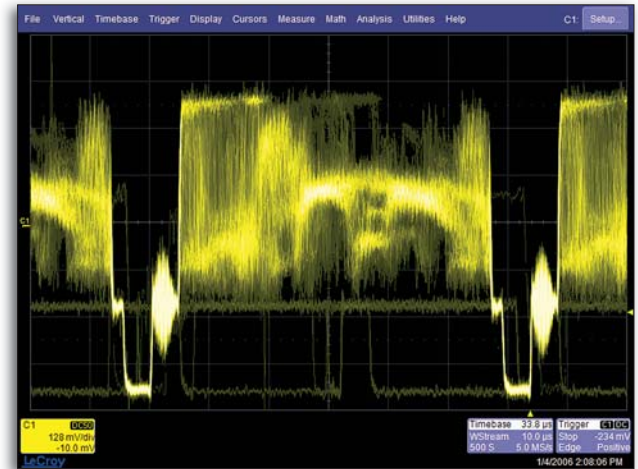 File Vertical Timebase Trigger Display Cursors Measure Math Analysis Utilities Help C1: Setup...
C1
C1 DC50
128 mV/div
-10.0 mV
Timebase 33.8 µs
WStream 10.0 µs
500 S 5.0 MS/s
Trigger C1 DC
Stop -234 mV
Edge Positive
LeCroy
1/4/2006 2:08:06 PM